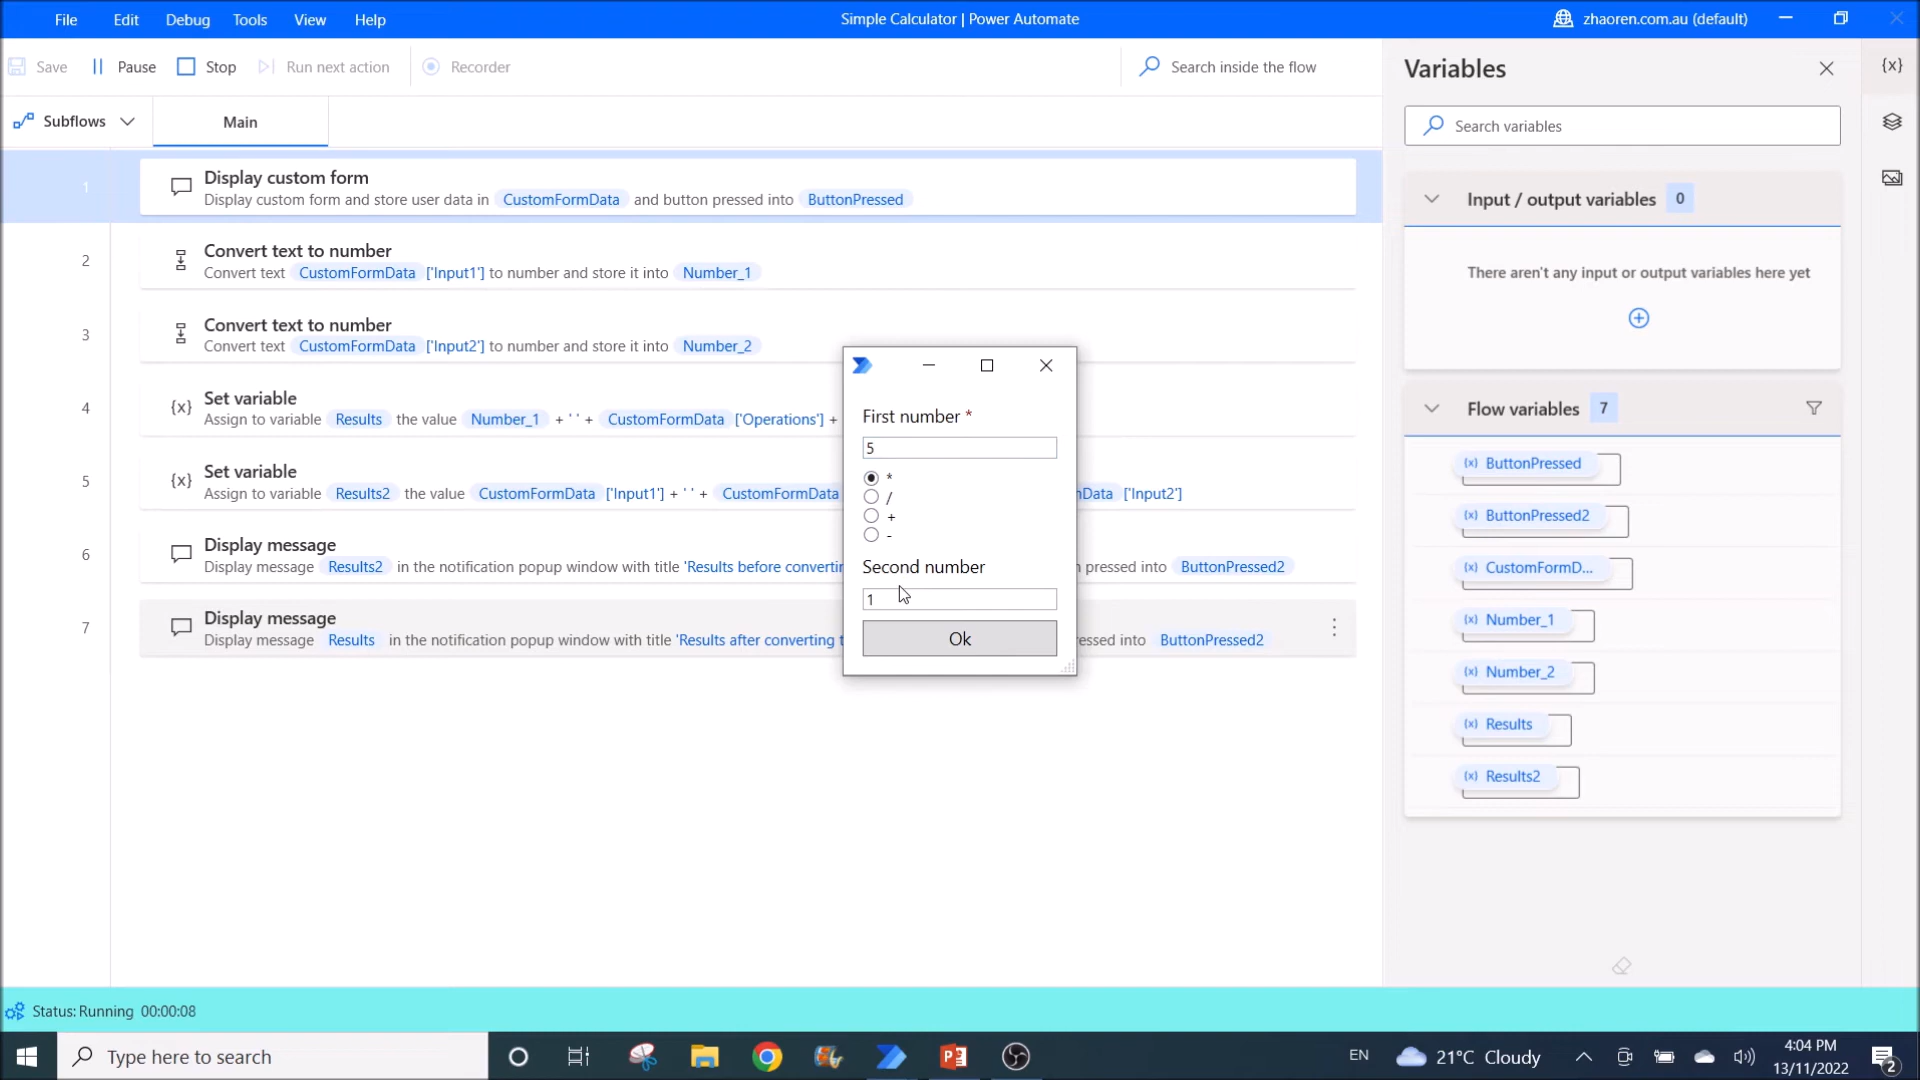 File Edit Debug Tools View Help
Simple Calculator | Power Automate
zhaoren.com.au (default)
Save Pause Stop Run next action Recorder
Search inside the flow
Subflows
Main
1
Display custom form
Display custom form and store user data in CustomFormData and button pressed into ButtonPressed
2
Convert text to number
Convert text CustomFormData ['Input1'] to number and store it into Number_1
3
Convert text to number
Convert text CustomFormData ['Input2'] to number and store it into Number_2
4
{x} Set variable
Assign to variable Results the value Number_1 + ' ' + CustomFormData ['Operations'] +
5
{x} Set variable
Assign to variable Results2 the value CustomFormData ['Input1'] + ' ' + CustomFormData nData ['Input2']
6
Display message
Display message Results2 in the notification popup window with title 'Results before converting pressed into ButtonPressed2
7
Display message
Display message Results in the notification popup window with title 'Results after converting essed into ButtonPressed2
First number *
5
*
/
+
-
Second number
1
Ok
Variables
{x}
Search variables
Input / output variables 0
There aren't any input or output variables here yet
Flow variables 7
{x} ButtonPressed
{x} ButtonPressed2
{x} CustomFormD...
{x} Number_1
{x} Number_2
{x} Results
{x} Results2
Status: Running 00:00:08
Type here to search
EN
21°C Cloudy
4:04 PM
13/11/2022
2